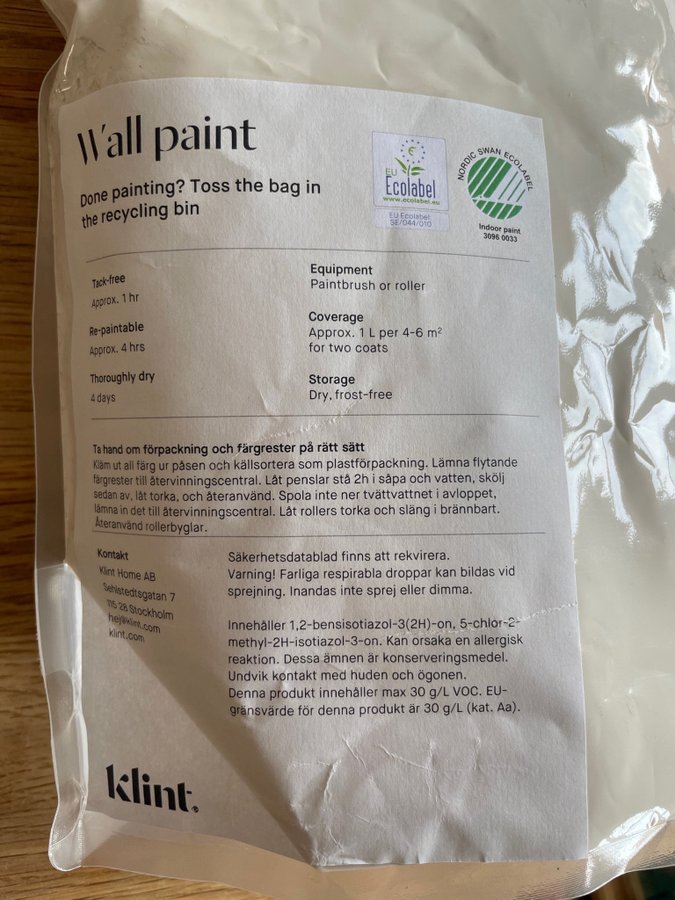 Wall paint
Done painting? Toss the bag in
the recycling bin
EU
Ecolabel
www.ecolabel.eu
EU Ecolabel:
SE/044/010
NORDIC SWAN ECOLABEL
Indoor paint
3096 0033
Tack-free
Approx. 1 hr
Re-paintable
Approx. 4 hrs
Thoroughly dry
4 days
Equipment
Paintbrush or roller
Coverage
Approx. 1 L per 4-6 m²
for two coats
Storage
Dry, frost-free
Ta hand om förpackning och färgrester på rätt sätt
Kläm ut all färg ur påsen och källsortera som plastförpackning. Lämna flytande
färgrester till återvinningscentral. Låt penslar stå 2h i såpa och vatten, skölj
sedan av, låt torka, och återanvänd. Spola inte ner tvättvattnet i avloppet,
lämna in det till återvinningscentral. Låt rollers torka och släng i brännbart.
Återanvänd rollerbyglar.
Kontakt
Klint Home AB
Sehlstedtsgatan 7
115 28 Stockholm
hej@klint.com
klint.com
Säkerhetsdatablad finns att rekvirera.
Varning! Farliga respirabla droppar kan bildas vid
sprejning. Inandas inte sprej eller dimma.
Innehåller 1,2-bensisotiazol-3(2H)-on, 5-chlor-2-
methyl-2H-isotiazol-3-on. Kan orsaka en allergisk
reaktion. Dessa ämnen är konserveringsmedel.
Undvik kontakt med huden och ögonen.
Denna produkt innehåller max 30 g/L VOC. EU-
gränsvärde för denna produkt är 30 g/L (kat. Aa).
klint.®